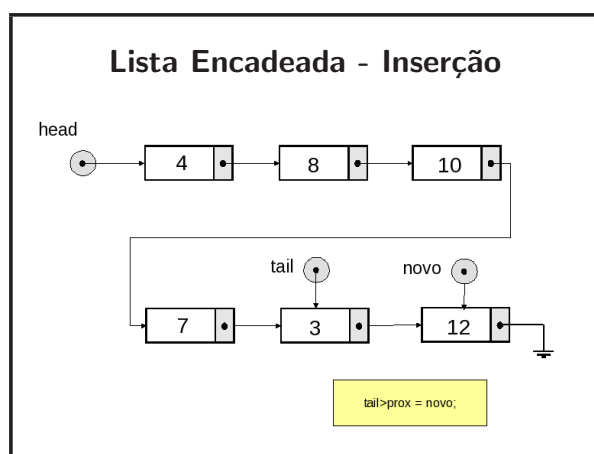 Lista Encadeada - Inserção
head
4 8 10
tail novo
7 3 12
tail>prox = novo;